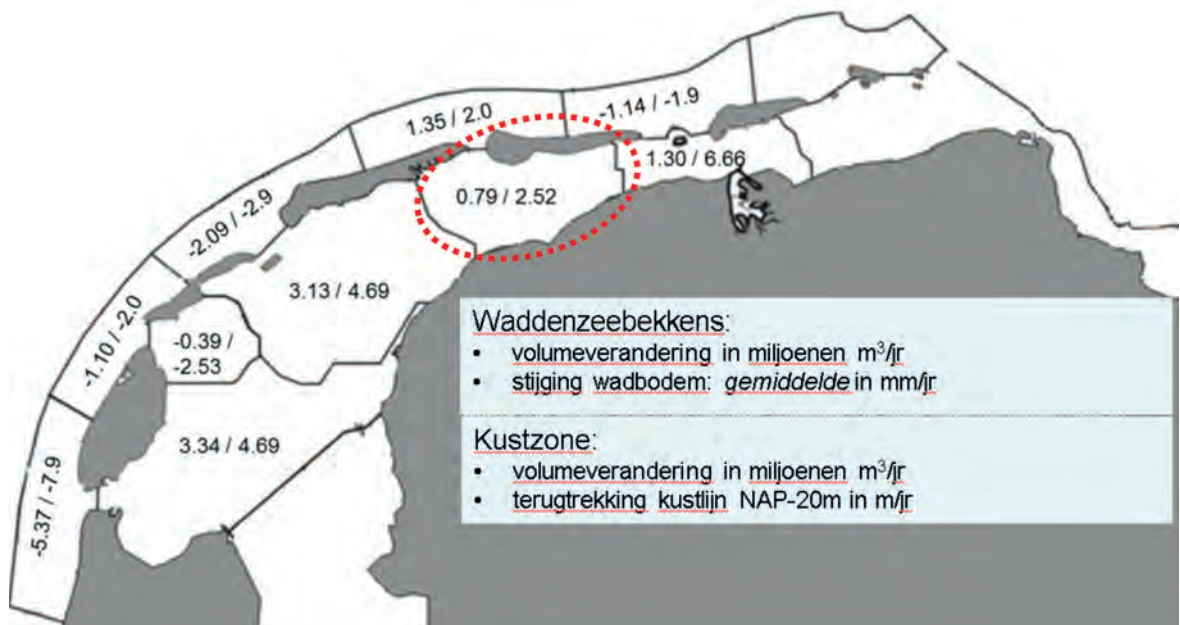 1.35 / 2.0
-1.14 / -1.9
1.30 / 6.66
0.79 / 2.52
-2.09 / -2.9
3.13 / 4.69
-1.10 / -2.0
-0.39 /
-2.53
3.34 / 4.69
-5.37 / -7.9
Waddenzeebekkens:
• volumeverandering in miljoenen m³/jr
• stijging wadbodem: gemiddelde in mm/jr
Kustzone:
• volumeverandering in miljoenen m³/jr
• terugtrekking kustlijn NAP-20m in m/jr